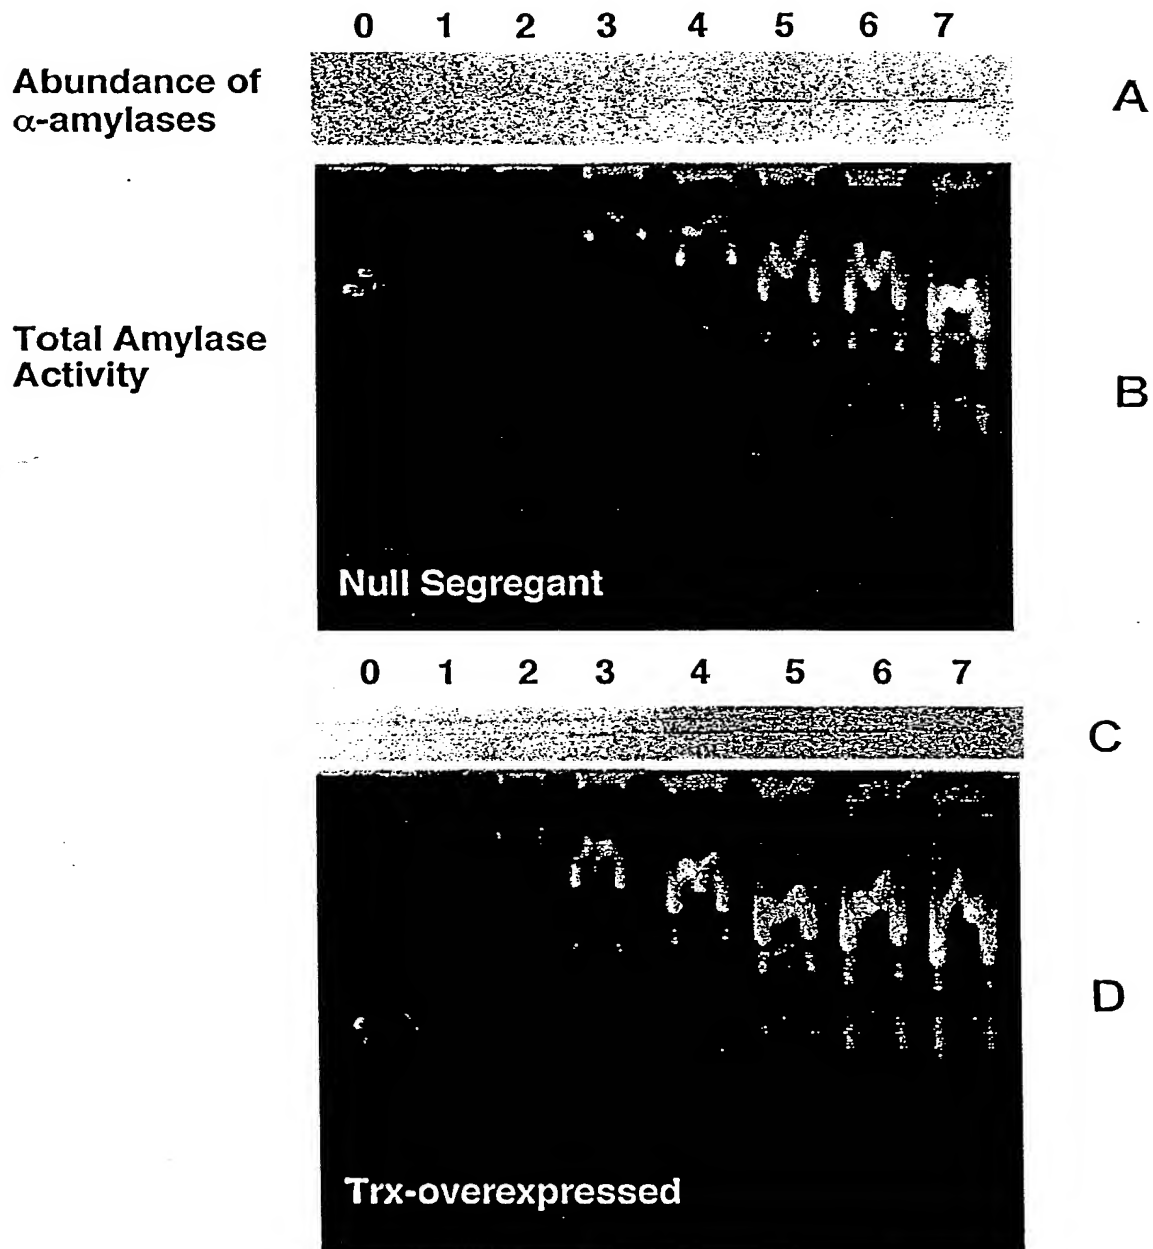 0 1 2 3 4 5 6 7
Abundance of
α-amylases
A
Total Amylase
Activity
B
Null Segregant
0 1 2 3 4 5 6 7
C
D
Trx-overexpressed